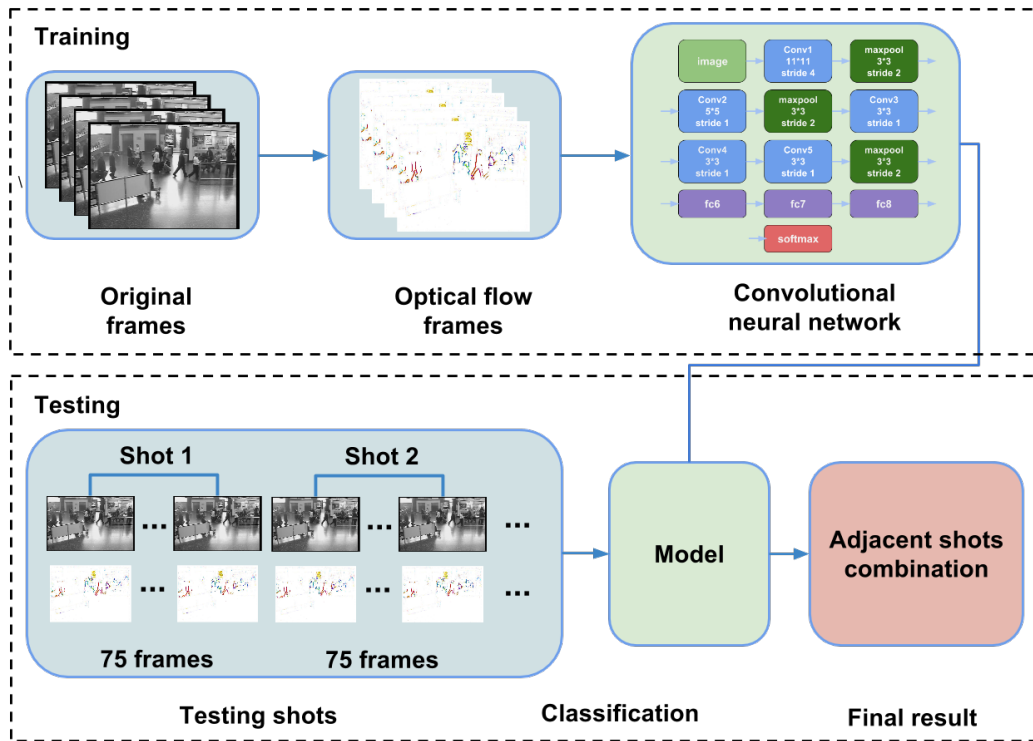 Training
image
Conv1
11*11
stride 4
maxpool
3*3
stride 2
Conv2
5*5
stride 1
maxpool
3*3
stride 2
Conv3
3*3
stride 1
Conv4
3*3
stride 1
Conv5
3*3
stride 1
maxpool
3*3
stride 2
fc6
fc7
fc8
softmax
\
Original
frames
Optical flow
frames
Convolutional
neural network
Testing
Shot 1
Shot 2
...
...
...
...
...
...
75 frames
75 frames
Model
Adjacent shots
combination
Testing shots
Classification
Final result